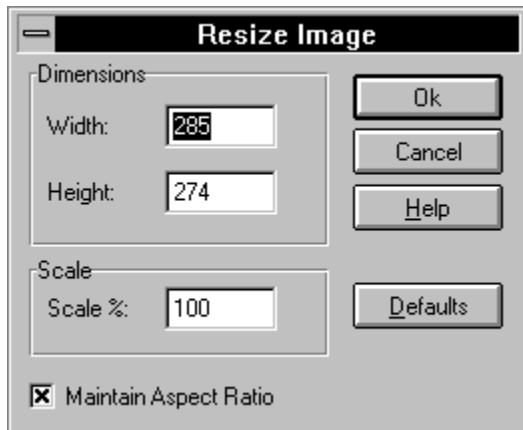 Resize Image
Dimensions
Width: 285
Height: 274
Scale
Scale %: 100
Maintain Aspect Ratio
Ok
Cancel
Help
Defaults